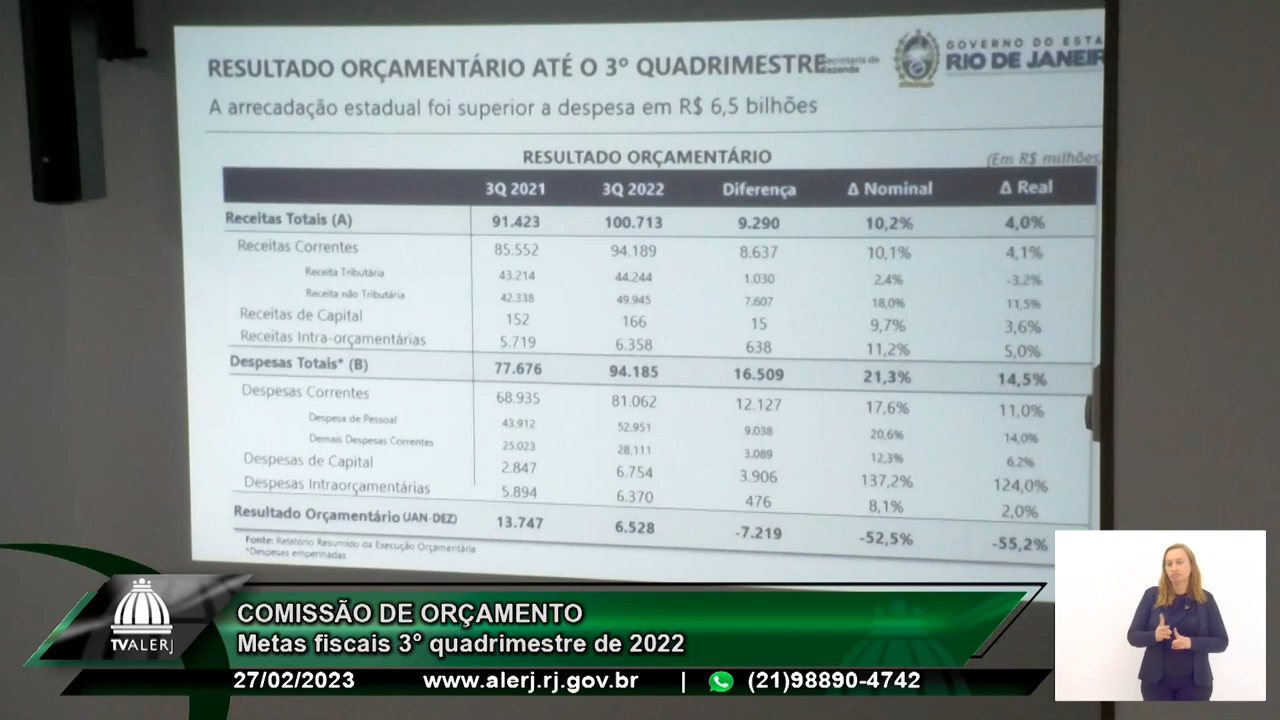 RESULTADO ORÇAMENTÁRIO ATÉ O 3º QUADRIMESTRE
Secretaria de Fazenda
GOVERNO DO ESTA
RIO DE JANEIR
A arrecadação estadual foi superior a despesa em R$ 6,5 bilhões
RESULTADO ORÇAMENTÁRIO
(Em R$ milhões
3Q 2021 3Q 2022 Diferença Δ Nominal Δ Real
Receitas Totais (A) 91.423 100.713 9.290 10,2% 4,0%
Receitas Correntes 85.552 94.189 8.637 10,1% 4,1%
Receita Tributária 43.214 44.244 1.030 2,4% -3,2%
Receita não Tributária 42.338 49.945 7.607 18,0% 11,5%
Receitas de Capital 152 166 15 9,7% 3,6%
Receitas Intra-orçamentárias 5.719 6.358 638 11,2% 5,0%
Despesas Totais* (B) 77.676 94.185 16.509 21,3% 14,5%
Despesas Correntes 68.935 81.062 12.127 17,6% 11,0%
Despesa de Pessoal 43.912 52.951 9.038 20,6% 14,0%
Demais Despesas Correntes 25.023 28.111 3.089 12,3% 6,2%
Despesas de Capital 2.847 6.754 3.906 137,2% 124,0%
Despesas Intraorçamentárias 5.894 6.370 476 8,1% 2,0%
Resultado Orçamentário (JAN-DEZ) 13.747 6.528 -7.219 -52,5% -55,2%
Fonte: Relatório Resumido da Execução Orçamentária
*Despesas empenhadas
COMISSÃO DE ORÇAMENTO
Metas fiscais 3° quadrimestre de 2022
TVALERJ
27/02/2023 www.alerj.rj.gov.br | (21)98890-4742